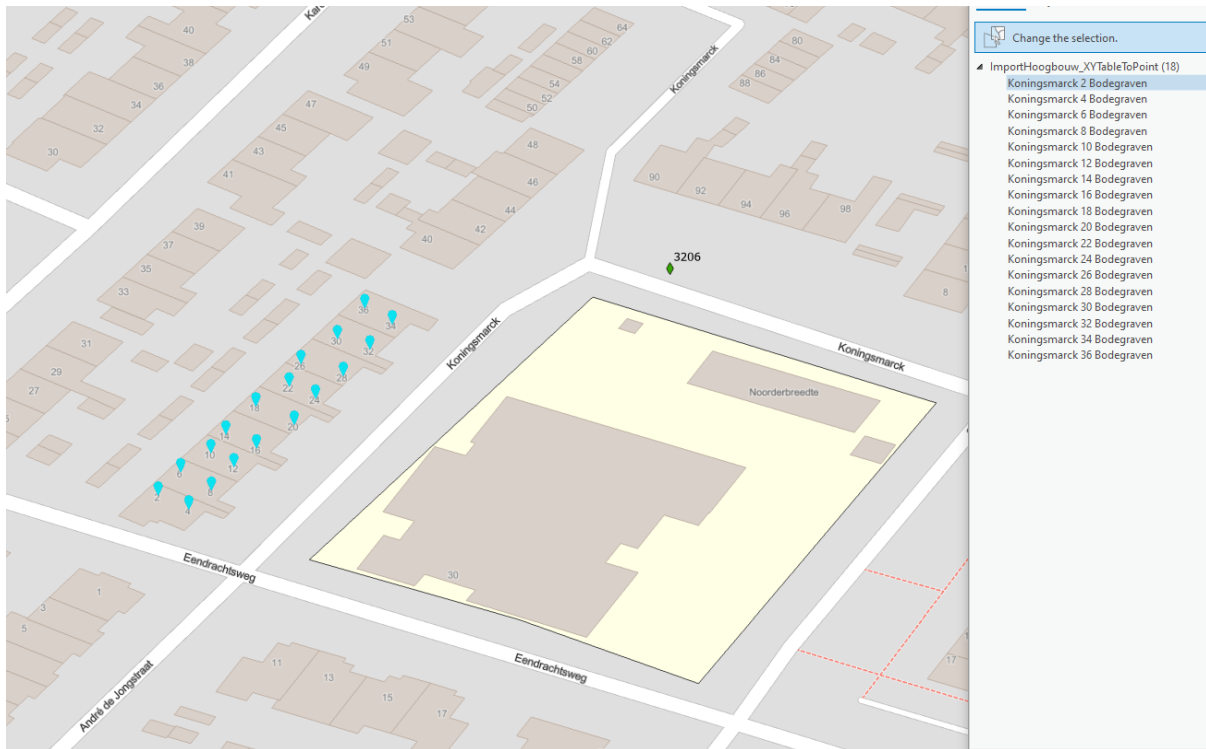 Change the selection.
ImportHoogbouw_XYTableToPoint (18)
Koningsmarck 2 Bodegraven
Koningsmarck 4 Bodegraven
Koningsmarck 6 Bodegraven
Koningsmarck 8 Bodegraven
Koningsmarck 10 Bodegraven
Koningsmarck 12 Bodegraven
Koningsmarck 14 Bodegraven
Koningsmarck 16 Bodegraven
Koningsmarck 18 Bodegraven
Koningsmarck 20 Bodegraven
Koningsmarck 22 Bodegraven
Koningsmarck 24 Bodegraven
Koningsmarck 26 Bodegraven
Koningsmarck 28 Bodegraven
Koningsmarck 30 Bodegraven
Koningsmarck 32 Bodegraven
Koningsmarck 34 Bodegraven
Koningsmarck 36 Bodegraven
40
38
36
34
32
30
53
51
49
64
62
60
58
54
52
50
80
84
86
88
Koningsmarck
47
45
43
41
48
46
44
42
40
90
92
94
96
98
8
39
37
35
33
3206
31
29
27
34
30
32
26
28
22
24
18
20
14
16
10
12
6
8
2
4
Koningsmarck
Koningsmarck
Noorderbreedte
30
Eendrachtsweg
Eendrachtsweg
1
3
5
11
13
15
17
17
André de Jongstraat